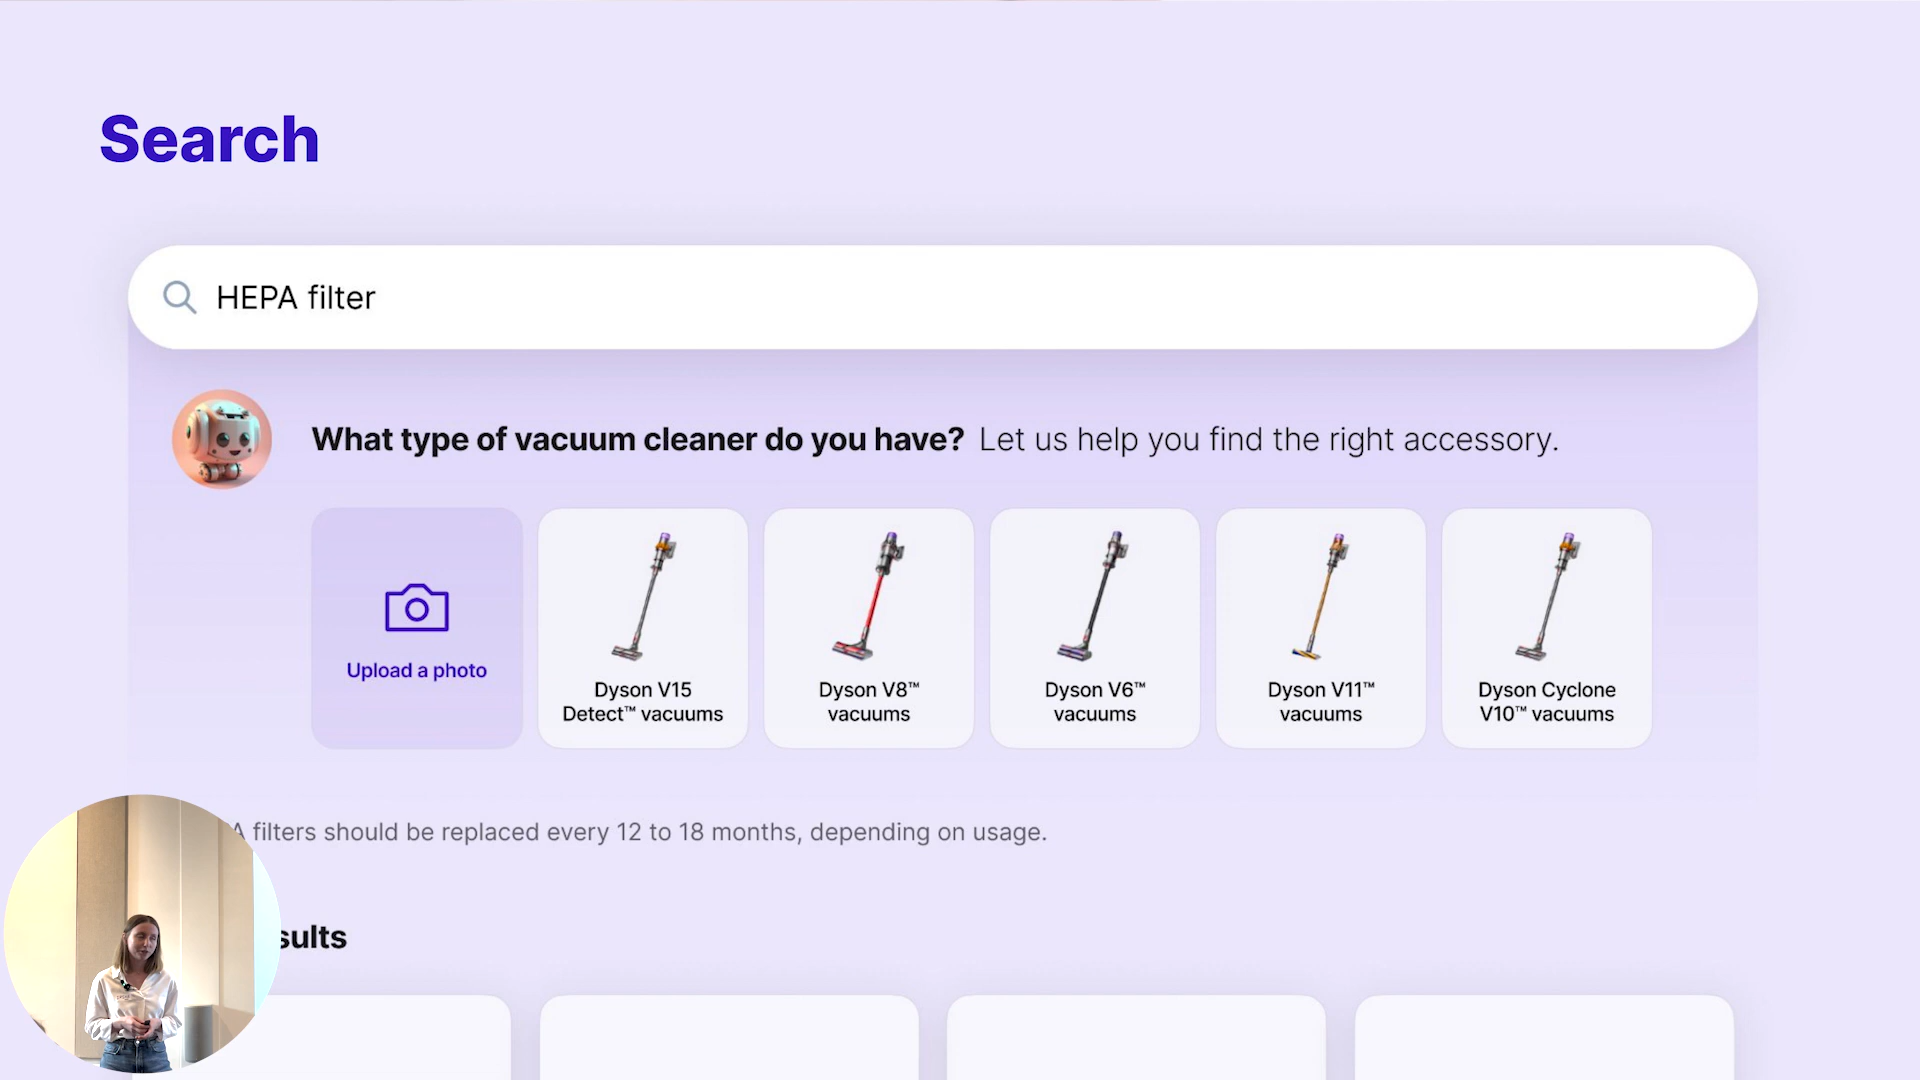 Search
HEPA filter
What type of vacuum cleaner do you have? Let us help you find the right accessory.
Upload a photo
Dyson V15
Detect™ vacuums
Dyson V8™
vacuums
Dyson V6™
vacuums
Dyson V11™
vacuums
Dyson Cyclone
V10™ vacuums
filters should be replaced every 12 to 18 months, depending on usage.
sults